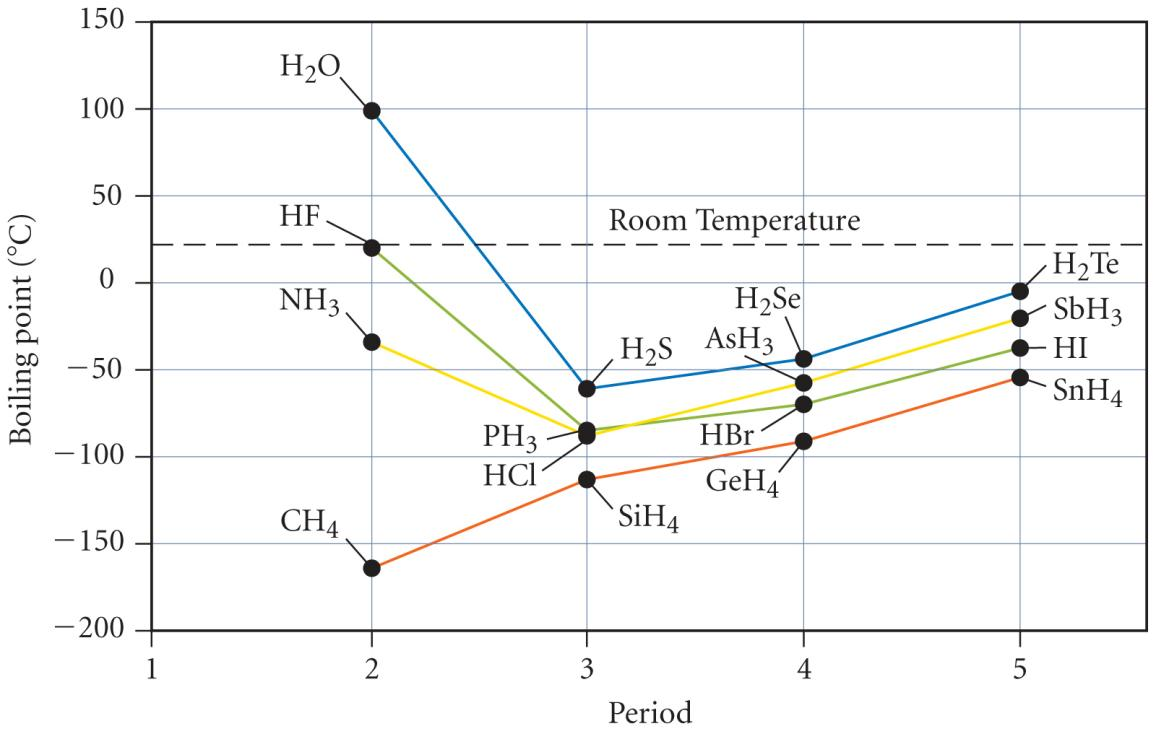 150
100
50
0
−50
−100
−150
−200
Boiling point (°C)
H₂O
HF
NH₃
CH₄
Room Temperature
H₂S
PH₃
HCl
SiH₄
H₂Se
AsH₃
HBr
GeH₄
H₂Te
SbH₃
HI
SnH₄
1 2 3 4 5
Period